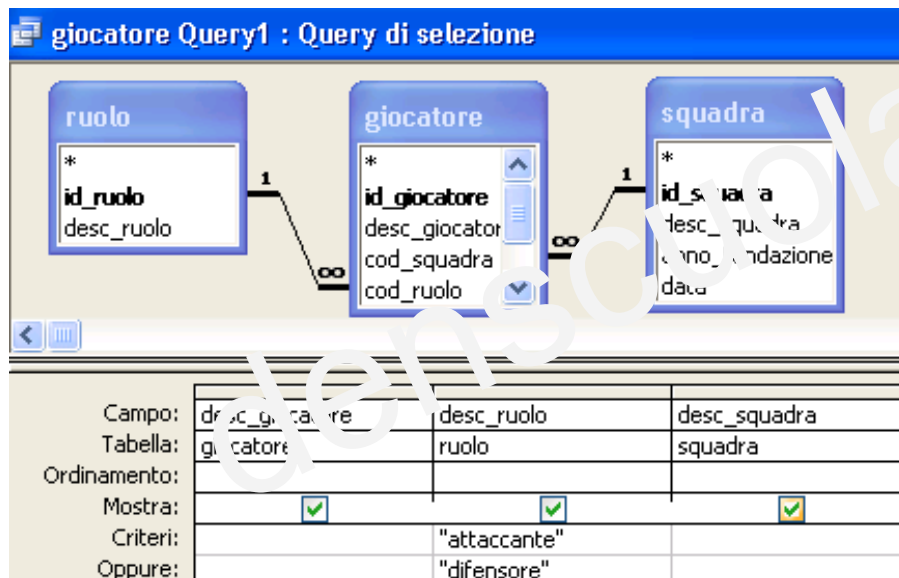 giocatore Query1 : Query di selezione
ruolo
*
id_ruolo
desc_ruolo
1
∞
giocatore
*
id_giocatore
desc_giocator
cod_squadra
cod_ruolo
∞
1
squadra
*
data
denscuola
Campo: desc_ruolo desc_squadra
Tabella: ruolo squadra
Ordinamento:
Mostra:
Criteri: "attaccante"
Oppure: "difensore"